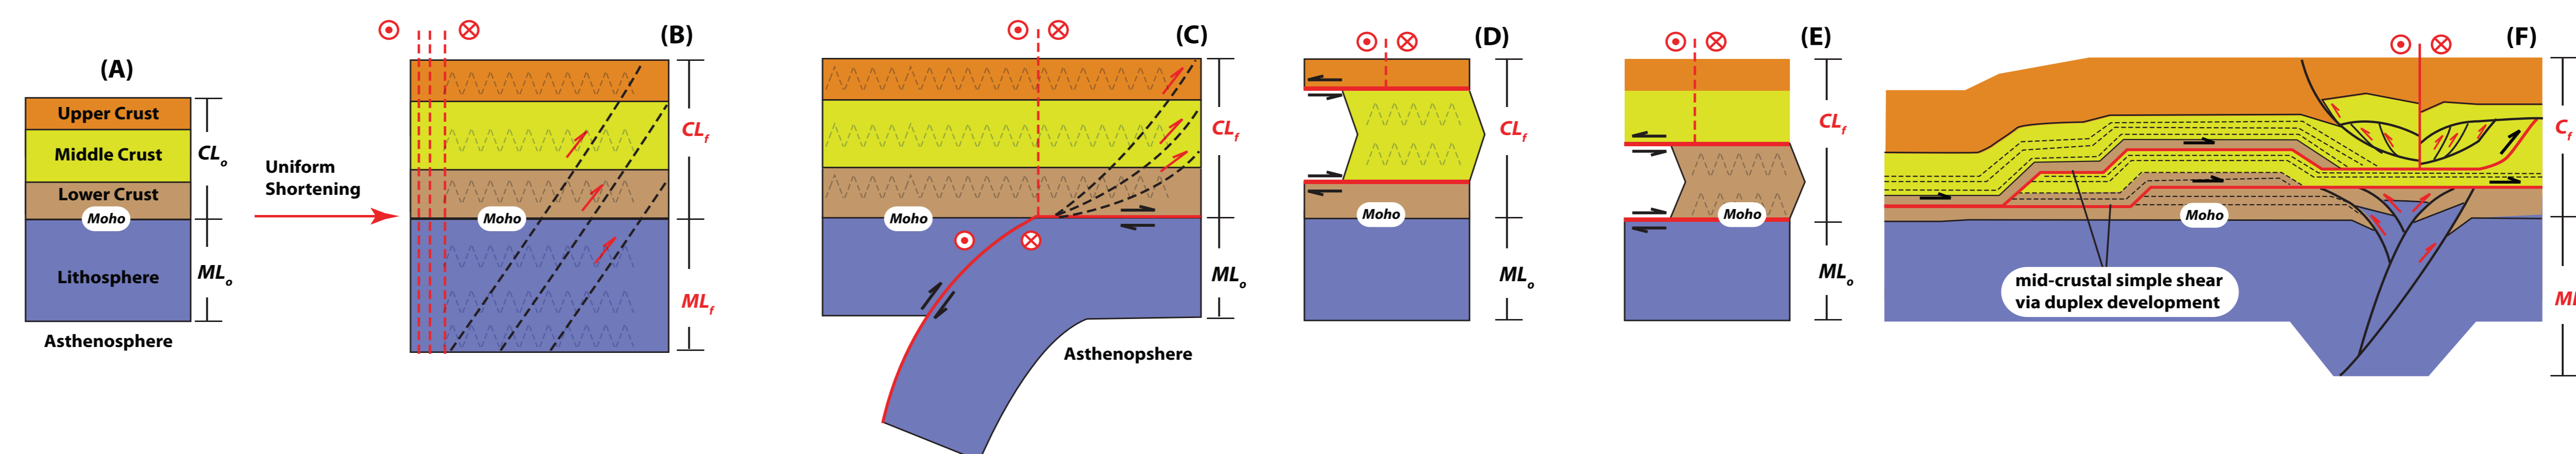 (A)
Upper Crust
Middle Crust
Lower Crust
Moho
Lithosphere
Asthenosphere
CLo
MLo
Uniform
Shortening
(B)
Moho
CLf
MLf
(C)
Moho
Asthenopshere
CLf
MLo
(D)
Moho
CLf
MLo
(E)
Moho
CLf
MLo
(F)
Moho
mid-crustal simple shear
via duplex development
Cf